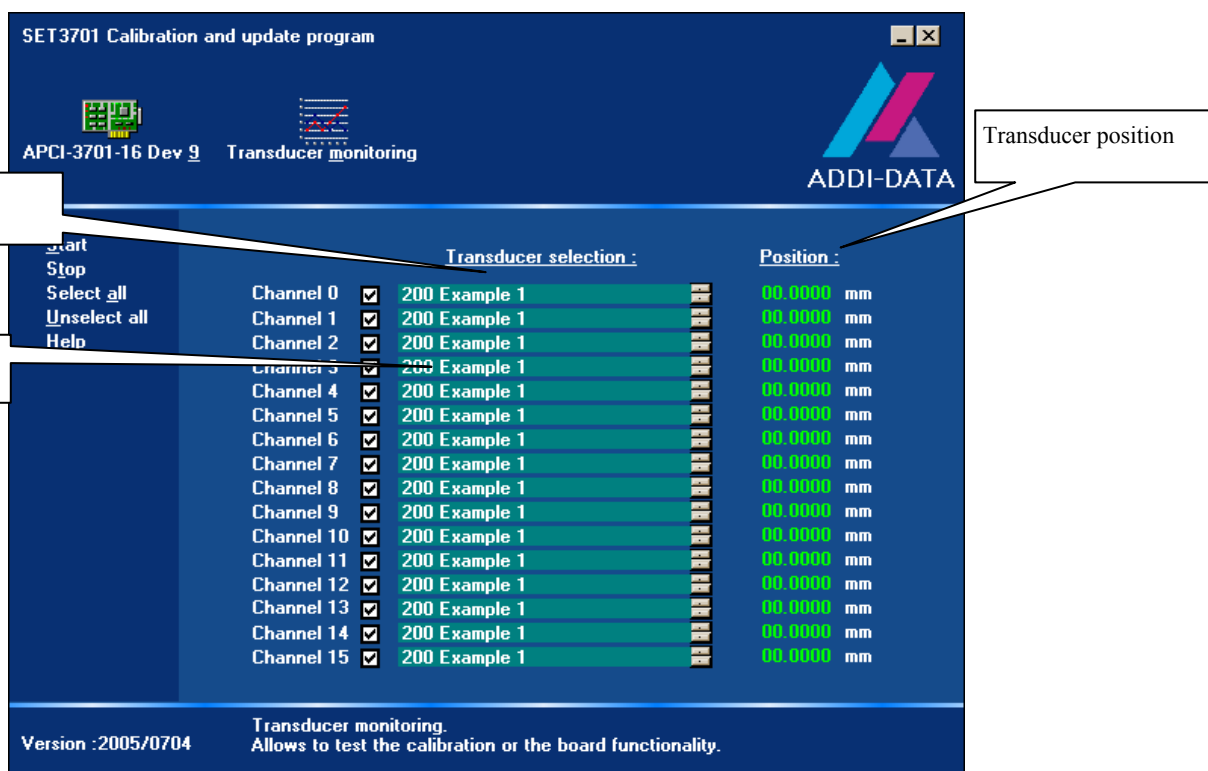 SET3701 Calibration and update program
APCI-3701-16 Dev 9 Transducer monitoring
ADDI-DATA
Transducer position
Start
Stop
Select all
Unselect all
Help
Transducer selection : Position :
Channel 0 200 Example 1 00.0000 mm
Channel 1 200 Example 1 00.0000 mm
Channel 2 200 Example 1 00.0000 mm
Channel 3 200 Example 1 00.0000 mm
Channel 4 200 Example 1 00.0000 mm
Channel 5 200 Example 1 00.0000 mm
Channel 6 200 Example 1 00.0000 mm
Channel 7 200 Example 1 00.0000 mm
Channel 8 200 Example 1 00.0000 mm
Channel 9 200 Example 1 00.0000 mm
Channel 10 200 Example 1 00.0000 mm
Channel 11 200 Example 1 00.0000 mm
Channel 12 200 Example 1 00.0000 mm
Channel 13 200 Example 1 00.0000 mm
Channel 14 200 Example 1 00.0000 mm
Channel 15 200 Example 1 00.0000 mm
Version :2005/0704
Transducer monitoring.
Allows to test the calibration or the board functionality.